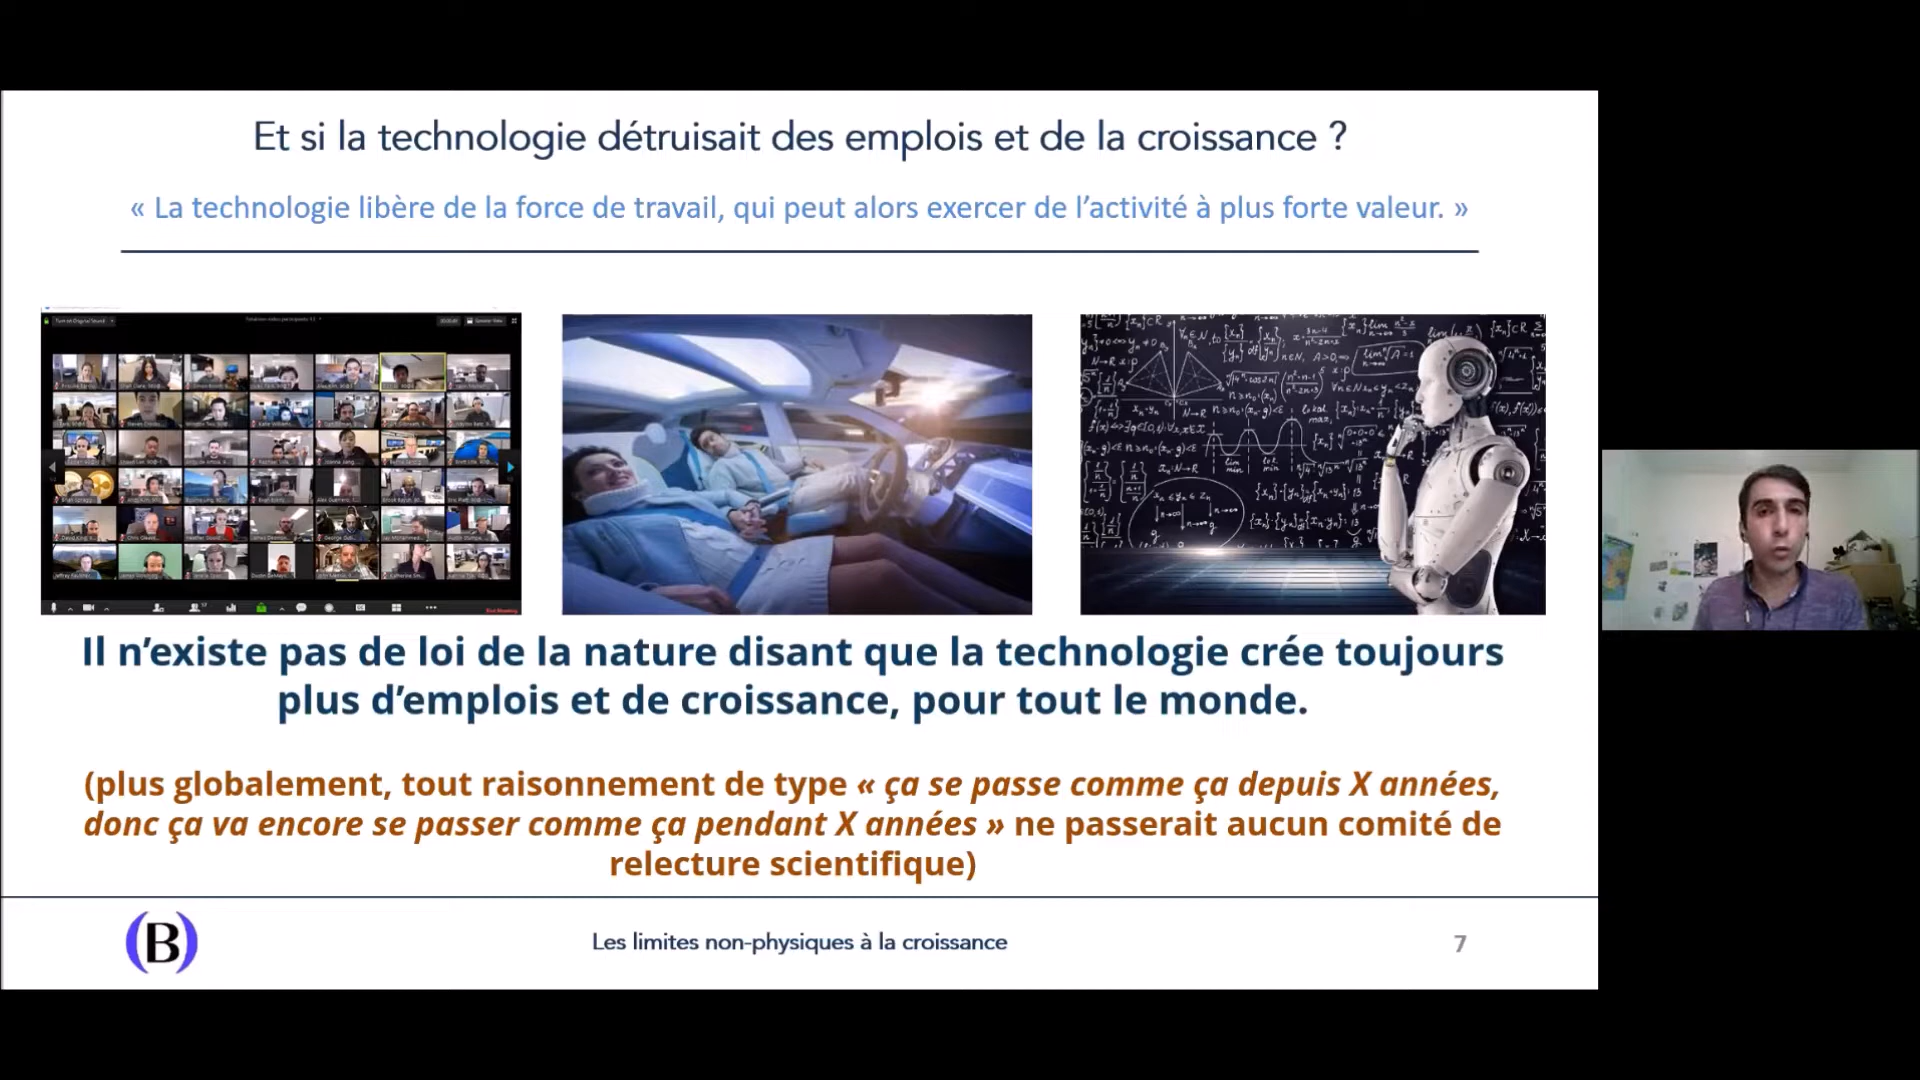 Et si la technologie détruisait des emplois et de la croissance ?
« La technologie libère de la force de travail, qui peut alors exercer de l’activité à plus forte valeur. »
Il n’existe pas de loi de la nature disant que la technologie crée toujours
plus d’emplois et de croissance, pour tout le monde.
(plus globalement, tout raisonnement de type « ça se passe comme ça depuis X années,
donc ça va encore se passer comme ça pendant X années » ne passerait aucun comité de
relecture scientifique)
(B)
Les limites non-physiques à la croissance
7